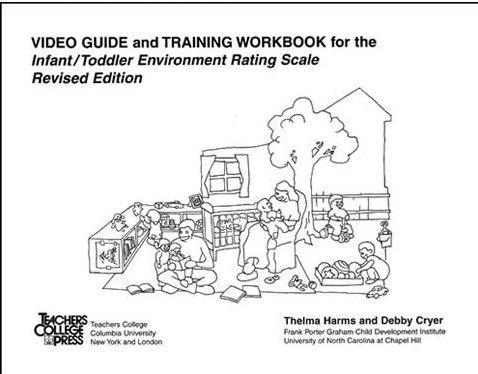 VIDEO GUIDE and TRAINING WORKBOOK for the
Infant/Toddler Environment Rating Scale
Revised Edition
TEACHERS
COLLEGE
PRESS
Teachers College
Columbia University
New York and London
Thelma Harms and Debby Cryer
Frank Porter Graham Child Development Institute
University of North Carolina at Chapel Hill